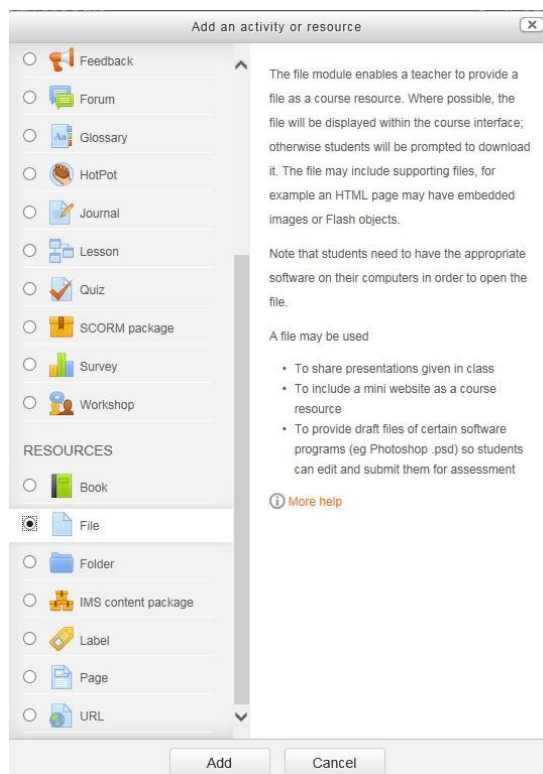 Add an activity or resource
Feedback
Forum
Glossary
HotPot
Journal
Lesson
Quiz
SCORM package
Survey
Workshop
RESOURCES
Book
File
Folder
IMS content package
Label
Page
URL
The file module enables a teacher to provide a
file as a course resource. Where possible, the
file will be displayed within the course interface;
otherwise students will be prompted to download
it. The file may include supporting files, for
example an HTML page may have embedded
images or Flash objects.
Note that students need to have the appropriate
software on their computers in order to open the
file.
A file may be used
• To share presentations given in class
• To include a mini website as a course
resource
• To provide draft files of certain software
programs (eg Photoshop .psd) so students
can edit and submit them for assessment
More help
Add
Cancel